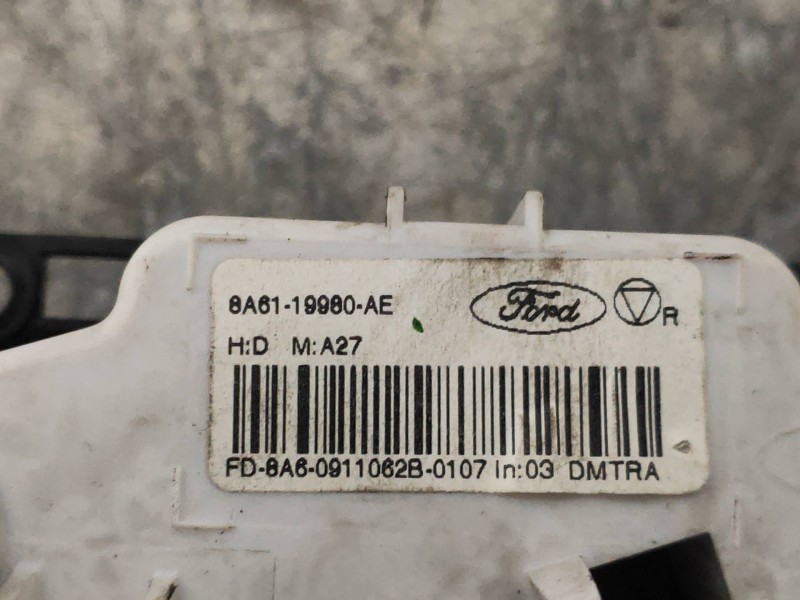 8A61-19980-AE
Ford
R
H:D M:A27
FD-8A6-0911062B-0107 In:03 DMTRA